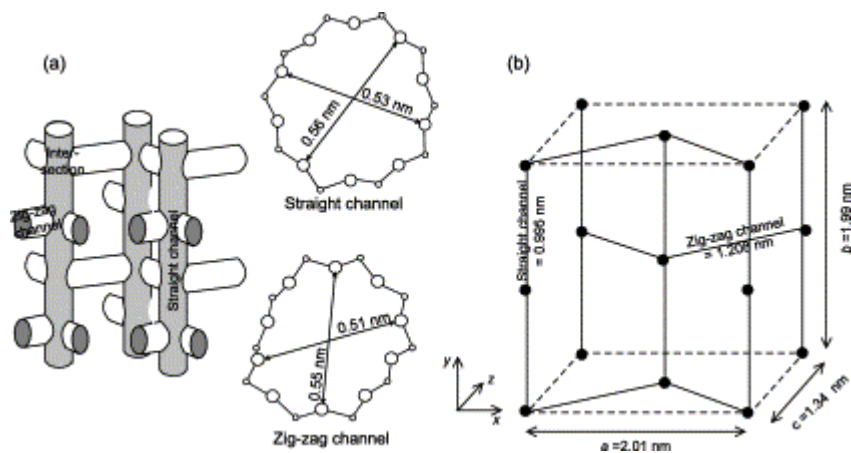 (a)
Inter-
section
Zig-zag
channel
Straight channel
0.56 nm
0.53 nm
Straight channel
0.51 nm
0.55 nm
Zig-zag channel
(b)
Straight channel
= 0.995 nm
Zig-zag channel
= 1.208 nm
b =1.99 nm
c =1.34 nm
a =2.01 nm
y
z
x